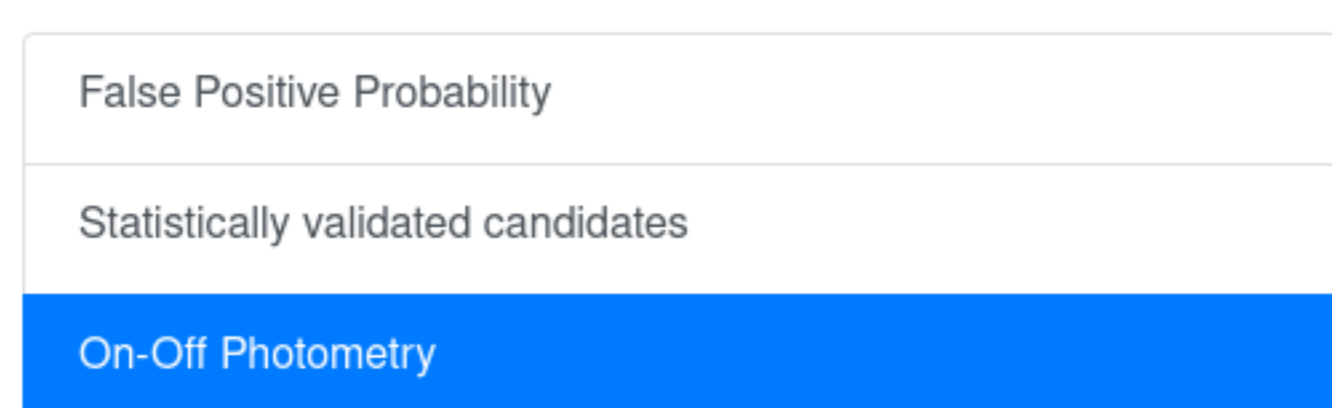 False Positive Probability
Statistically validated candidates
On-Off Photometry